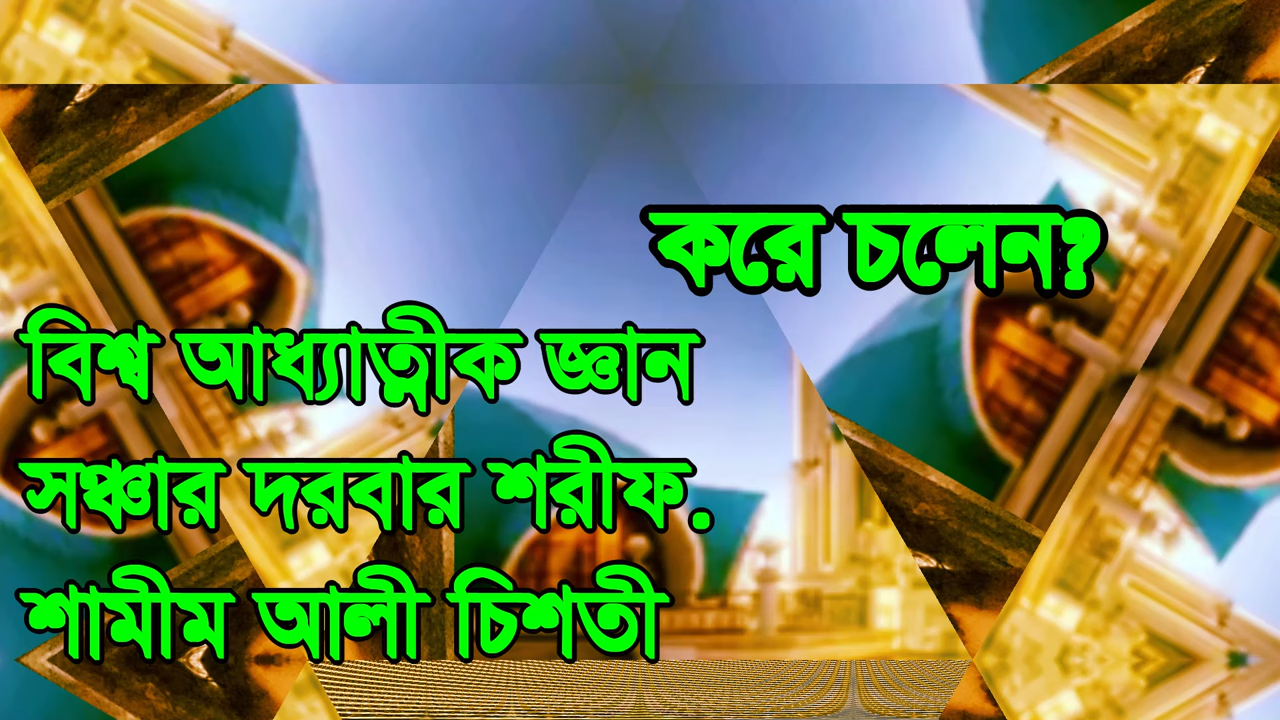 করে চলেন?
বিশ্ব আধ্যাত্নীক জ্ঞান
সঞ্চার দরবার শরীফ.
শামীম আলী চিশতী